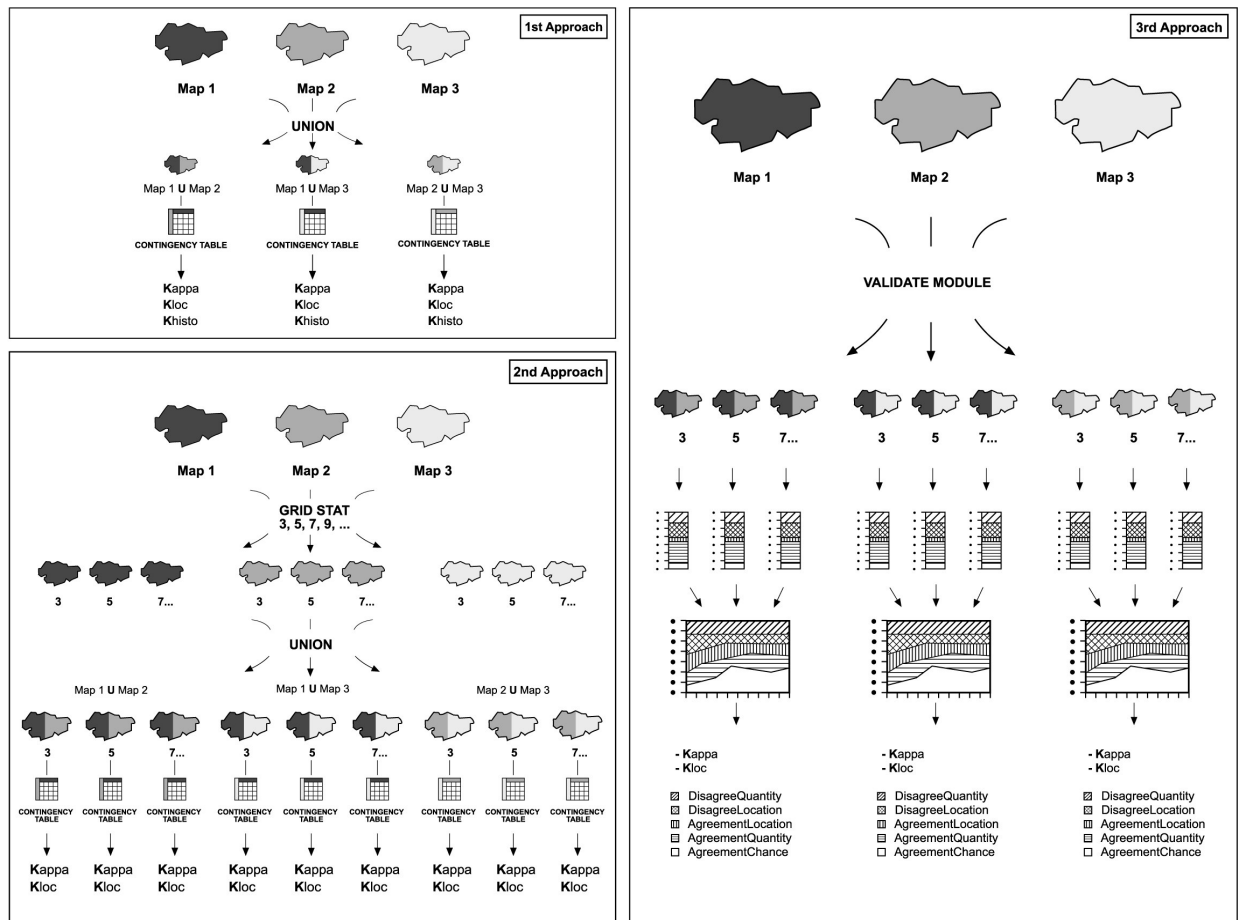 1st Approach
Map 1 Map 2 Map 3
UNION
Map 1 U Map 2 Map 1 U Map 3 Map 2 U Map 3
CONTINGENCY TABLE CONTINGENCY TABLE CONTINGENCY TABLE
Kappa Kappa Kappa
Kloc Kloc Kloc
Khisto Khisto Khisto
2nd Approach
Map 1 Map 2 Map 3
GRID STAT
3, 5, 7, 9, ...
3 5 7... 3 5 7... 3 5 7...
UNION
Map 1 U Map 2 Map 1 U Map 3 Map 2 U Map 3
3 5 7... 3 5 7... 3 5 7...
CONTINGENCY CONTINGENCY CONTINGENCY CONTINGENCY CONTINGENCY CONTINGENCY CONTINGENCY CONTINGENCY CONTINGENCY
TABLE TABLE TABLE TABLE TABLE TABLE TABLE TABLE TABLE
Kappa Kappa Kappa Kappa Kappa Kappa Kappa Kappa Kappa
Kloc Kloc Kloc Kloc Kloc Kloc Kloc Kloc Kloc
3rd Approach
Map 1 Map 2 Map 3
VALIDATE MODULE
3 5 7... 3 5 7... 3 5 7...
- Kappa - Kappa - Kappa
- Kloc - Kloc - Kloc
DisagreeQuantity DisagreeQuantity DisagreeQuantity
DisagreeLocation DisagreeLocation DisagreeLocation
AgreementLocation AgreementLocation AgreementLocation
AgreementQuantity AgreementQuantity AgreementQuantity
AgreementChance AgreementChance AgreementChance